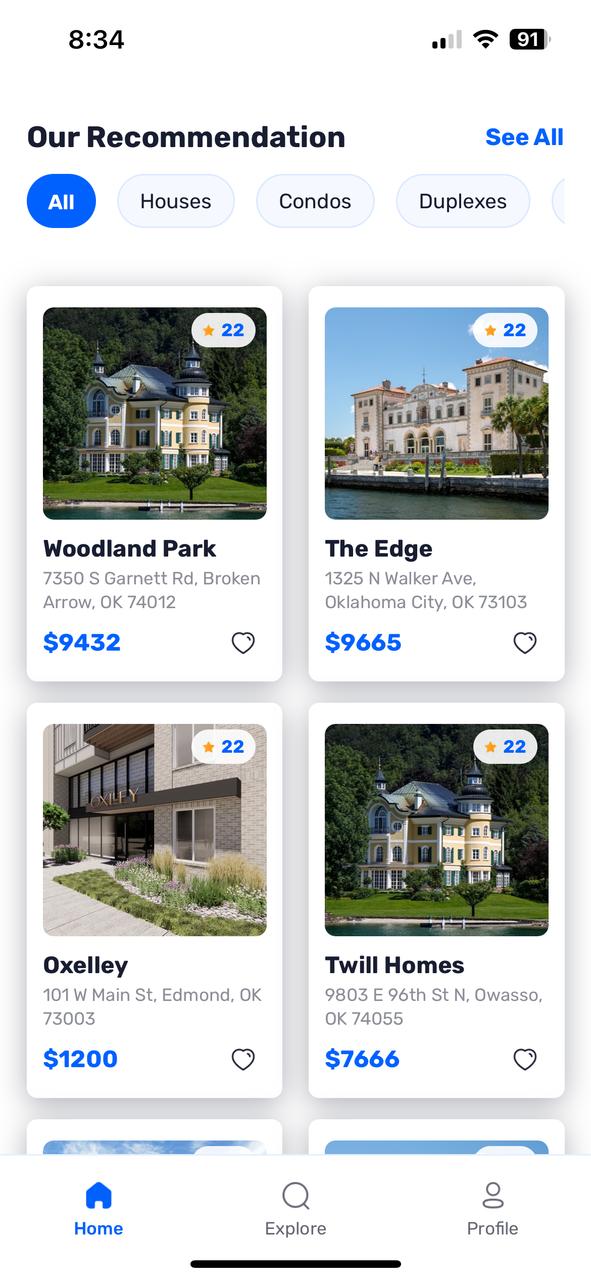 8:34
91
Our Recommendation
See All
All
Houses
Condos
Duplexes
22
Woodland Park
7350 S Garnett Rd, Broken
Arrow, OK 74012
$9432
22
The Edge
1325 N Walker Ave,
Oklahoma City, OK 73103
$9665
22
OXLLEY
Oxelley
101 W Main St, Edmond, OK
73003
$1200
22
Twill Homes
9803 E 96th St N, Owasso,
OK 74055
$7666
Home
Explore
Profile